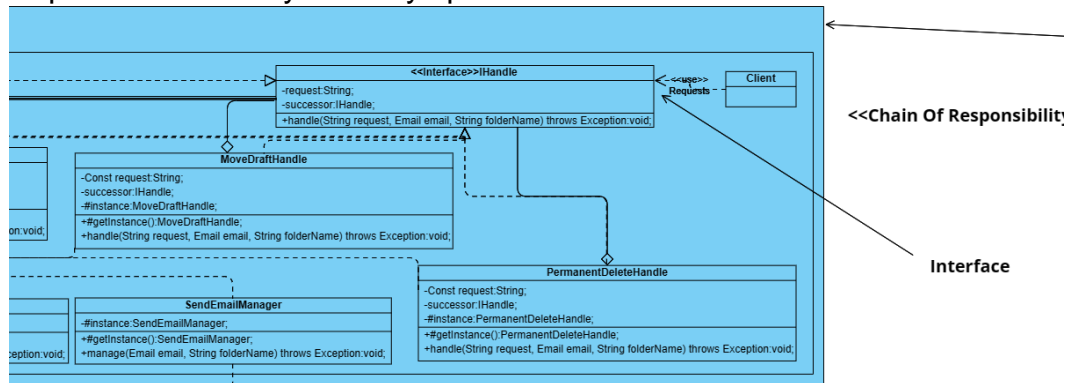 <<Interface>>IHandle
-request:String;
-successor:IHandle;
+handle(String request, Email email, String folderName) throws Exception:void;
<<use>>
Requests
Client
<<Chain Of Responsibility
MoveDraftHandle
-Const request:String;
-successor:IHandle;
-#instance:MoveDraftHandle;
+#getInstance():MoveDraftHandle;
+handle(String request, Email email, String folderName) throws Exception:void;
on:void;
Interface
PermanentDeleteHandle
-Const request:String;
-successor:IHandle;
-#instance:PermanentDeleteHandle;
+#getInstance():PermanentDeleteHandle;
+handle(String request, Email email, String folderName) throws Exception:void;
SendEmailManager
-#instance:SendEmailManager;
+#getInstance():SendEmailManager;
+manage(Email email, String folderName) throws Exception:void;
ception:void;